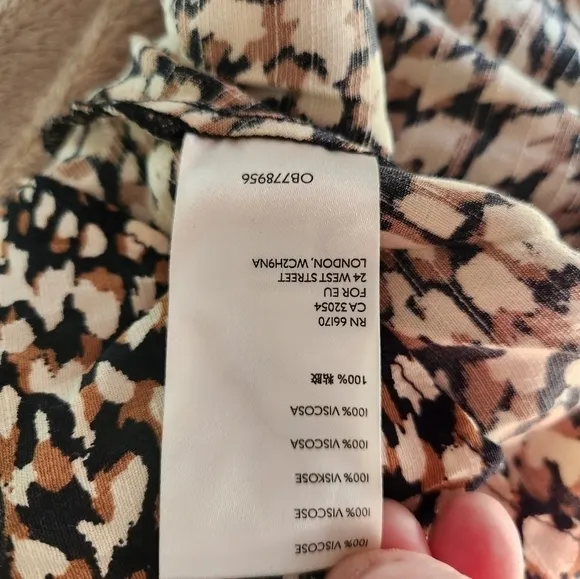 100% VISCOSE
100% VISCOSE
100% VISKOSE
100% VISCOSA
100% VISCOSA
100% 粘胶
RN 66170
CA 32054
FOR EU
24 WEST STREET
LONDON, WC2H9NA
OB778956